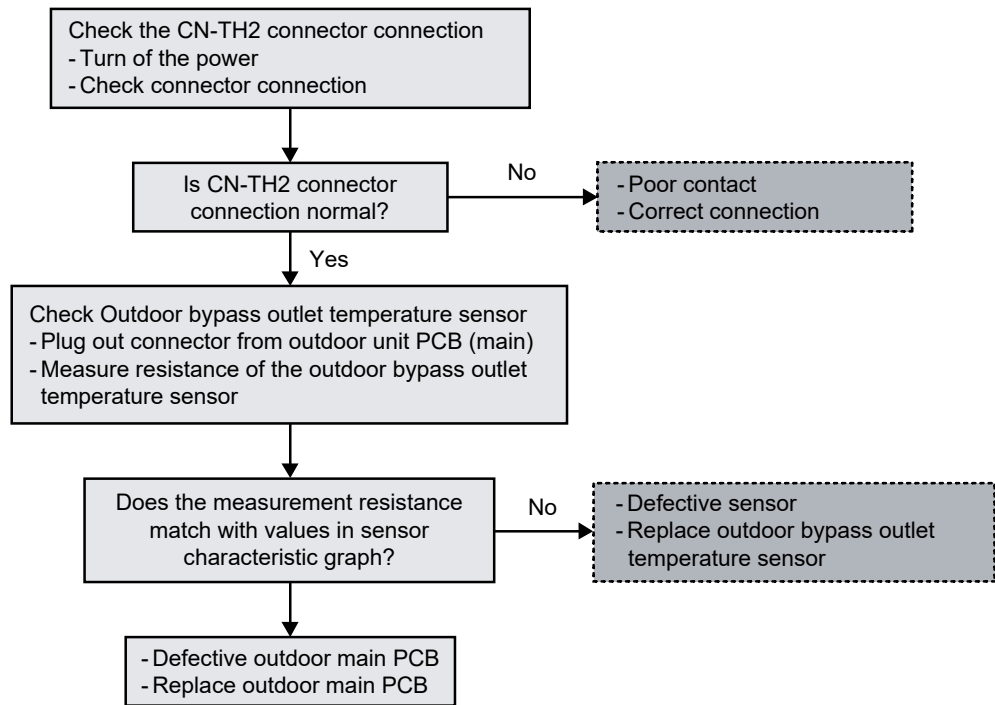 Check the CN-TH2 connector connection
- Turn of the power
- Check connector connection
Is CN-TH2 connector
connection normal?
No
- Poor contact
- Correct connection
Yes
Check Outdoor bypass outlet temperature sensor
- Plug out connector from outdoor unit PCB (main)
- Measure resistance of the outdoor bypass outlet
temperature sensor
Does the measurement resistance
match with values in sensor
characteristic graph?
No
- Defective sensor
- Replace outdoor bypass outlet
temperature sensor
- Defective outdoor main PCB
- Replace outdoor main PCB